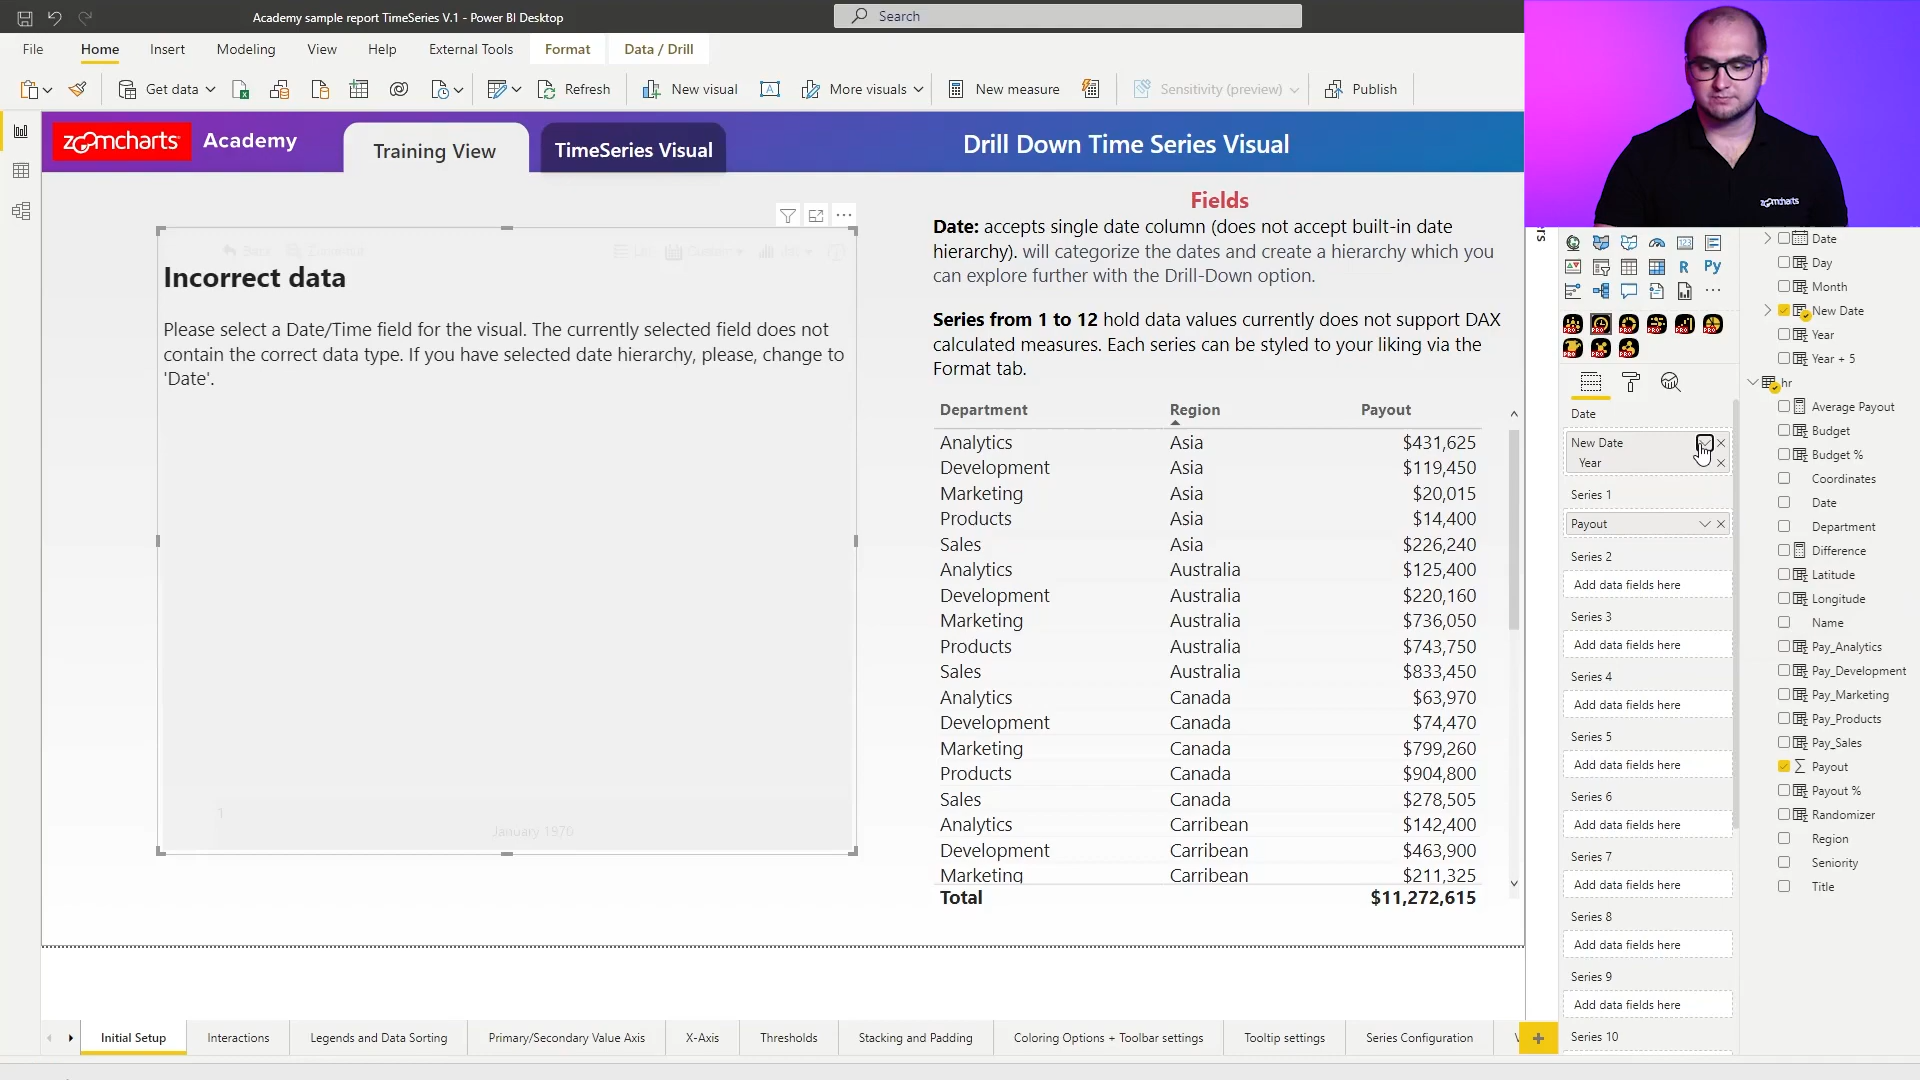 Academy sample report TimeSeries V.1 - Power BI Desktop
Search
File Home Insert Modeling View Help External Tools Format Data / Drill
Get data Refresh New visual More visuals New measure Sensitivity (preview) Publish
zoomcharts Academy
Training View
TimeSeries Visual
Drill Down Time Series Visual
zoomcharts
Incorrect data
Please select a Date/Time field for the visual. The currently selected field does not
contain the correct data type. If you have selected date hierarchy, please, change to
'Date'.
1
January 1970
Fields
Date: accepts single date column (does not accept built-in date
hierarchy). will categorize the dates and create a hierarchy which you
can explore further with the Drill-Down option.
Series from 1 to 12 hold data values currently does not support DAX
calculated measures. Each series can be styled to your liking via the
Format tab.
Department Region Payout
Analytics Asia $431,625
Development Asia $119,450
Marketing Asia $20,015
Products Asia $14,400
Sales Asia $226,240
Analytics Australia $125,400
Development Australia $220,160
Marketing Australia $736,050
Products Australia $743,750
Sales Australia $833,450
Analytics Canada $63,970
Development Canada $74,470
Marketing Canada $799,260
Products Canada $904,800
Sales Canada $278,505
Analytics Carribean $142,400
Development Carribean $463,900
Marketing Carribean $211,325
Total $11,272,615
R Py
PRO PRO PRO PRO PRO PRO
PRO PRO PRO
Date
New Date
Year
Series 1
Payout
Series 2
Add data fields here
Series 3
Add data fields here
Series 4
Add data fields here
Series 5
Add data fields here
Series 6
Add data fields here
Series 7
Add data fields here
Series 8
Add data fields here
Series 9
Add data fields here
Series 10
Date
Day
Month
New Date
Year
Year + 5
hr
Average Payout
Budget
Budget %
Coordinates
Date
Department
Difference
Latitude
Longitude
Name
Pay_Analytics
Pay_Development
Pay_Marketing
Pay_Products
Pay_Sales
Payout
Payout %
Randomizer
Region
Seniority
Title
Initial Setup Interactions Legends and Data Sorting Primary/Secondary Value Axis X-Axis Thresholds Stacking and Padding Coloring Options + Toolbar settings Tooltip settings Series Configuration